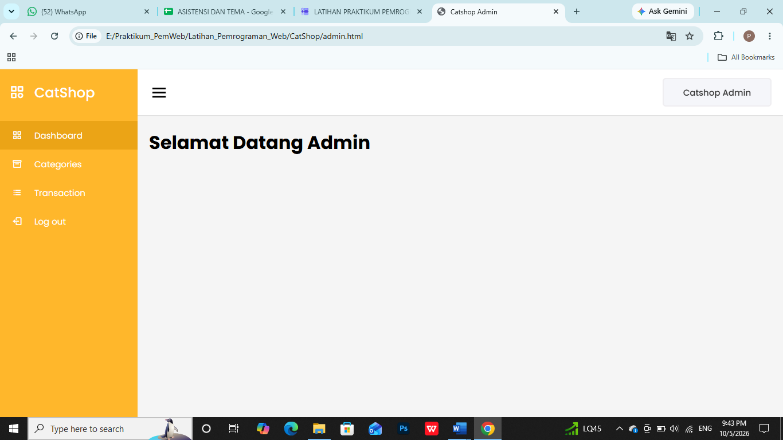 (52) WhatsApp
ASISTENSI DAN TEMA - Google
LATIHAN PRAKTIKUM PEMROG
Catshop Admin
Ask Gemini
File
E:/Praktikum_PemWeb/Latihan_Pemrograman_Web/CatShop/admin.html
P
All Bookmarks
CatShop
Catshop Admin
Dashboard
Selamat Datang Admin
Categories
Transaction
Log out
Type here to search
Ps
W
W
LQ45
ENG
9:43 PM
10/5/2026